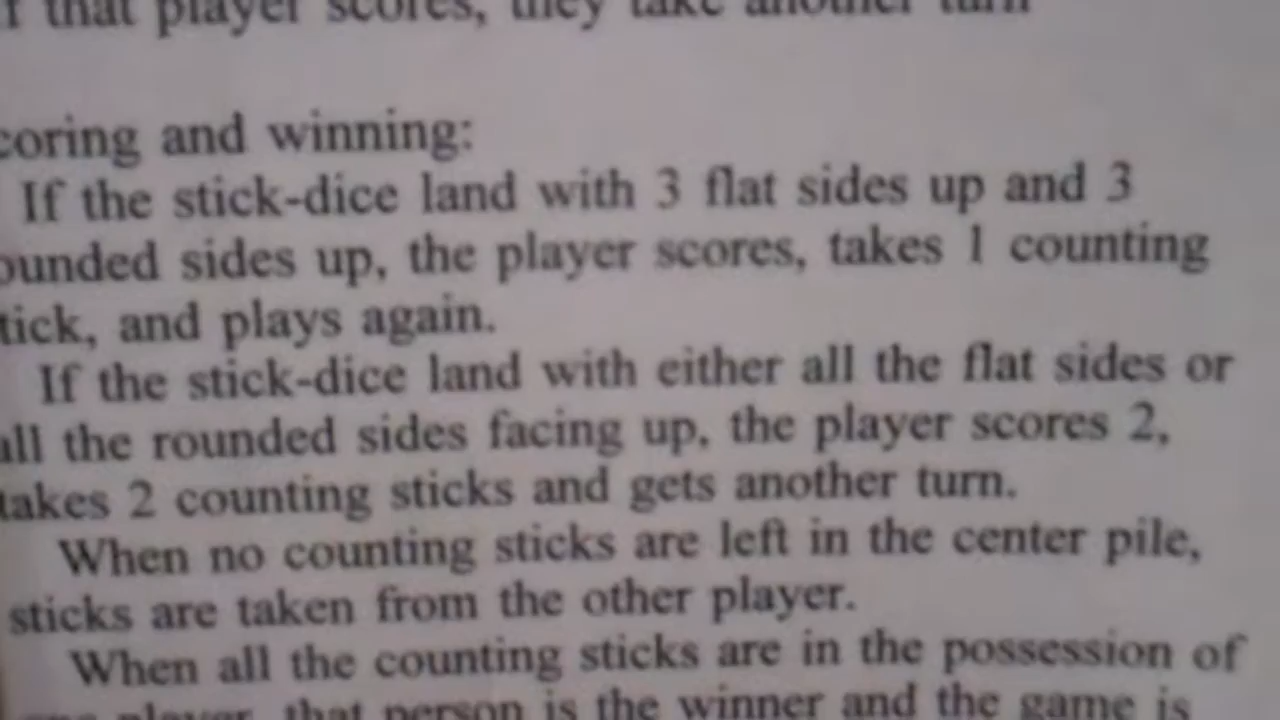 that player scores, they take another turn
coring and winning:
If the stick-dice land with 3 flat sides up and 3
ounded sides up, the player scores, takes 1 counting
tick, and plays again.
If the stick-dice land with either all the flat sides or
all the rounded sides facing up, the player scores 2,
takes 2 counting sticks and gets another turn.
When no counting sticks are left in the center pile,
sticks are taken from the other player.
When all the counting sticks are in the possession of
player, that person is the winner and the game is